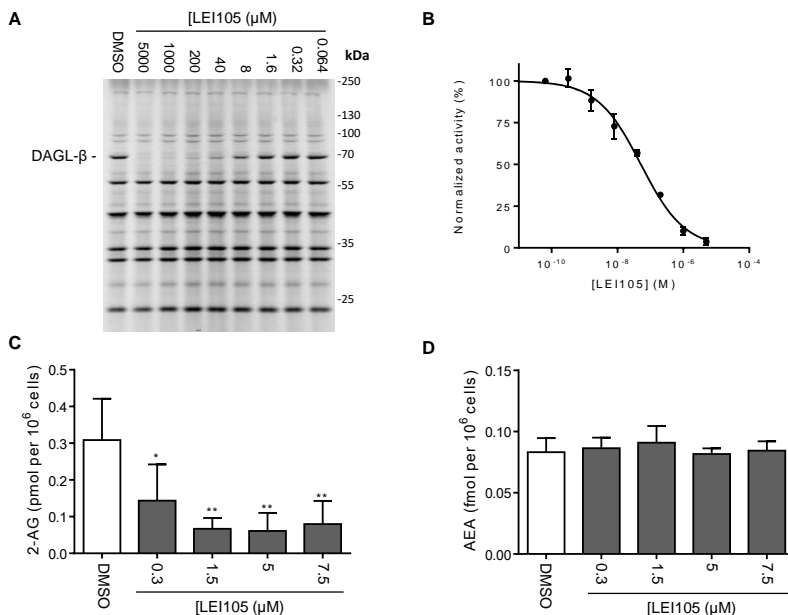 A
[LEI105 (μM)
DMSO
5000
1000
200
40
8
1.6
0.32
0.064
kDa
-250
-130
-100
DAGL-β -
-70
-55
-35
-25
B
Normalized activity (%)
100
75
50
25
0
10⁻¹⁰
10⁻⁸
10⁻⁶
10⁻⁴
[LEI105] (M)
C
2-AG (pmol per 10⁶ cells)
0.5
0.4
0.3
0.2
0.1
0.0
*
**
**
**
DMSO
0.3
1.5
5
7.5
[LEI105 (μM)
D
AEA (fmol per 10⁶ cells)
0.15
0.10
0.05
0.00
DMSO
0.3
1.5
5
7.5
[LEI105 (μM)